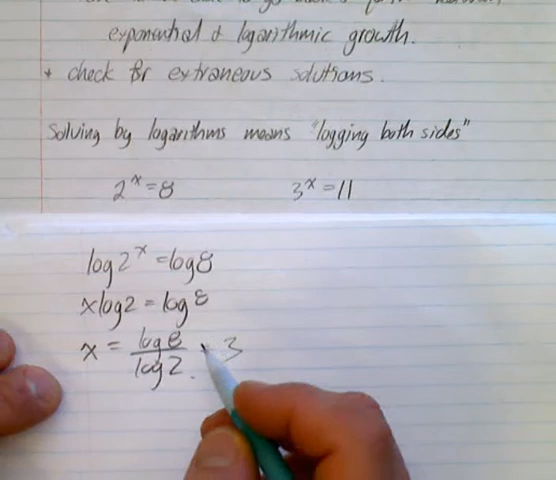 exponential & logarithmic growth.
* check for extraneous solutions.
Solving by logarithms means "logging both sides"
2^x = 8 3^x = 11
log 2^x = log 8
x log 2 = log 8
x = log 8 / log 2 3